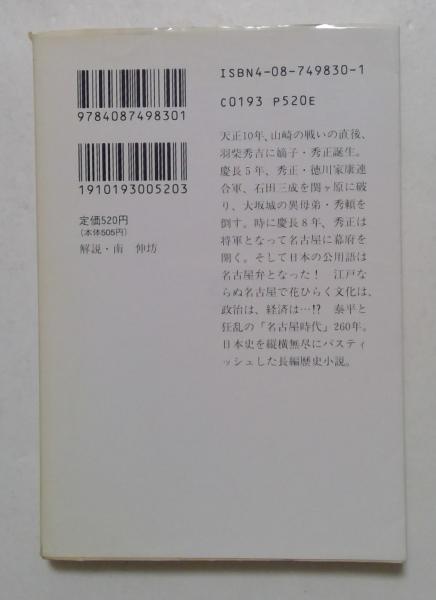 ISBN4-08-749830-1
C0193 P520E
9784087498301
1910193005203
定価520円
(本体505円)
解説・南 伸坊
天正10年、山崎の戦いの直後、
羽柴秀吉に嫡子・秀正誕生。
慶長5年、秀正・徳川家康連
合軍、石田三成を関ヶ原に破
り、大坂城の異母弟・秀頼を
倒す。時に慶長8年、秀正は
将軍となって名古屋に幕府を
開く。そして日本の公用語は
名古屋弁となった! 江戸な
らぬ名古屋で花ひらく文化は、
政治は、経済は…!? 泰平と
狂乱の「名古屋時代」260年。
日本史を縦横無尽にパスティ
ッシュした長編歴史小説。